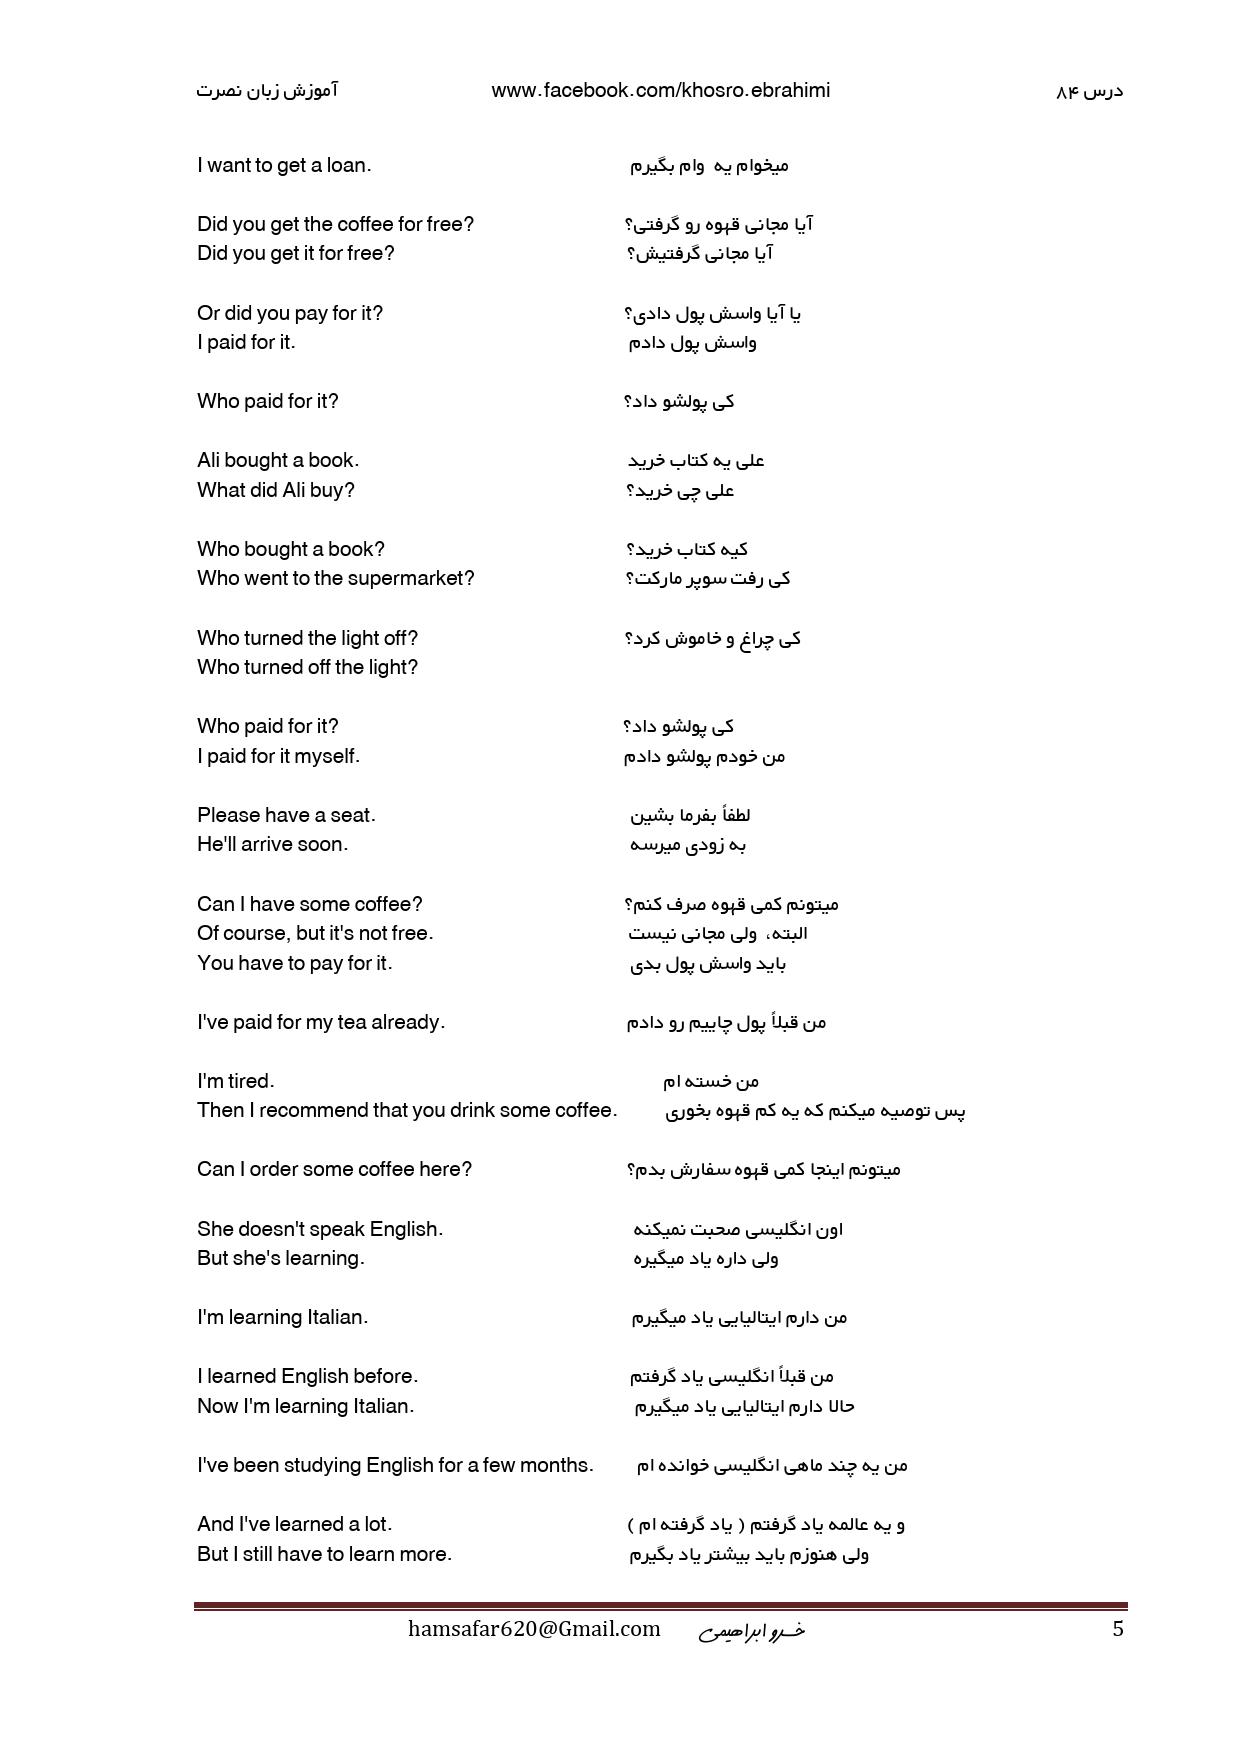 آموزش زبان نصرت www.facebook.com/khosro.ebrahimi درس ۸۴
I want to get a loan. میخوام یه وام بگیرم
Did you get the coffee for free? آیا مجانی قهوه رو گرفتی؟
Did you get it for free? آیا مجانی گرفتیش؟
Or did you pay for it? یا آیا واسش پول دادی؟
I paid for it. واسش پول دادم
Who paid for it? کی پولشو داد؟
Ali bought a book. علی یه کتاب خرید
What did Ali buy? علی چی خرید؟
Who bought a book? کیه کتاب خرید؟
Who went to the supermarket? کی رفت سوپر مارکت؟
Who turned the light off? کی چراغ و خاموش کرد؟
Who turned off the light?
Who paid for it? کی پولشو داد؟
I paid for it myself. من خودم پولشو دادم
Please have a seat. لطفاً بفرما بشین
He'll arrive soon. به زودی میرسه
Can I have some coffee? میتونم کمی قهوه صرف کنم؟
Of course, but it's not free. البته، ولی مجانی نیست
You have to pay for it. باید واسش پول بدی
I've paid for my tea already. من قبلاً پول چاییم رو دادم
I'm tired. من خسته ام
Then I recommend that you drink some coffee. پس توصیه میکنم که یه کم قهوه بخوری
Can I order some coffee here? میتونم اینجا کمی قهوه سفارش بدم؟
She doesn't speak English. اون انگلیسی صحبت نمیکنه
But she's learning. ولی داره یاد میگیره
I'm learning Italian. من دارم ایتالیایی یاد میگیرم
I learned English before. من قبلاً انگلیسی یاد گرفتم
Now I'm learning Italian. حالا دارم ایتالیایی یاد میگیرم
I've been studying English for a few months. من یه چند ماهی انگلیسی خوانده ام
And I've learned a lot. و یه عالمه یاد گرفتم ( یاد گرفته ام )
But I still have to learn more. ولی هنوزم باید بیشتر یاد بگیرم
hamsafar620@Gmail.com خسرو ابراهیمی 5